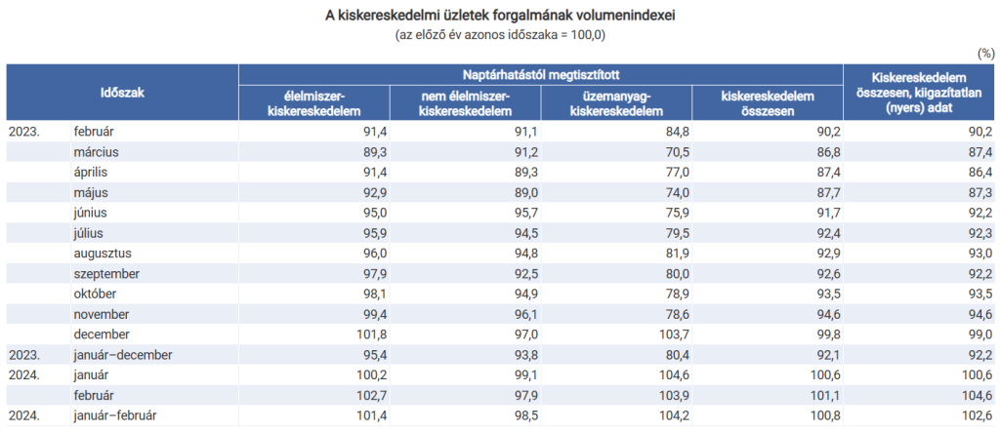 A kiskereskedelmi üzletek forgalmának volumenindexei
(az előző év azonos időszaka = 100,0)
(%)
Időszak
Naptárhatástól megtisztított
Kiskereskedelem
összesen, kiigazítatlan
(nyers) adat
élelmiszer-
kiskereskedelem
nem élelmiszer-
kiskereskedelem
üzemanyag-
kiskereskedelem
kiskereskedelem
összesen
2023. február 91,4 91,1 84,8 90,2 90,2
március 89,3 91,2 70,5 86,8 87,4
április 91,4 89,3 77,0 87,4 86,4
május 92,9 89,0 74,0 87,7 87,3
június 95,0 95,7 75,9 91,7 92,2
július 95,9 94,5 79,5 92,4 92,3
augusztus 96,0 94,8 81,9 92,9 93,0
szeptember 97,9 92,5 80,0 92,6 92,2
október 98,1 94,9 78,9 93,5 93,5
november 99,4 96,1 78,6 94,6 94,6
december 101,8 97,0 103,7 99,8 99,0
2023. január–december 95,4 93,8 80,4 92,1 92,2
2024. január 100,2 99,1 104,6 100,6 100,6
február 102,7 97,9 103,9 101,1 104,6
2024. január–február 101,4 98,5 104,2 100,8 102,6